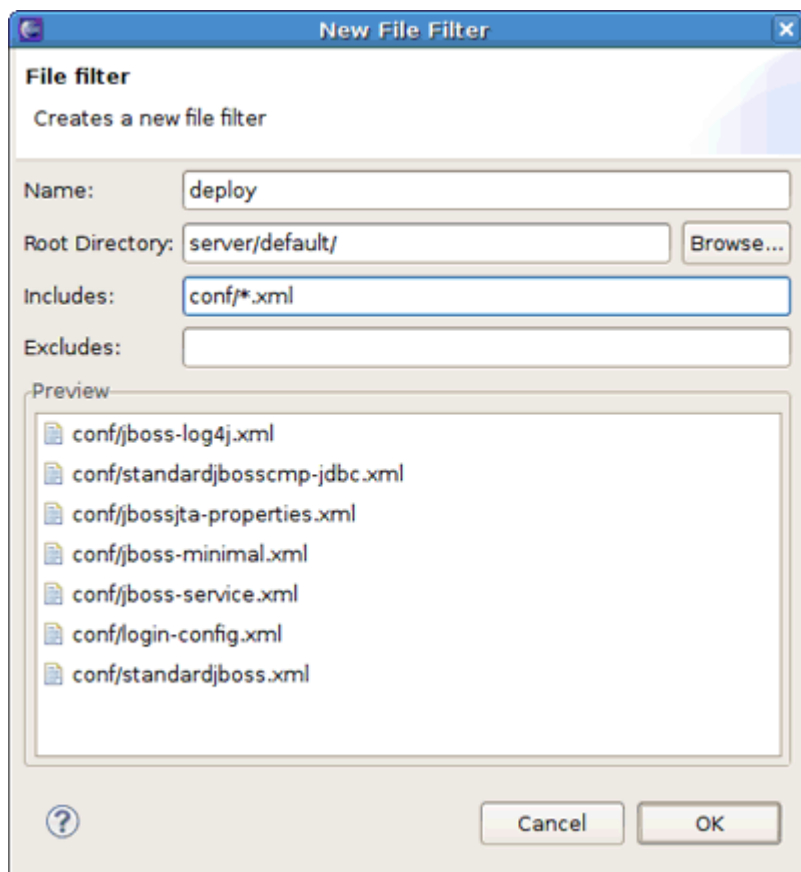 New File Filter
File filter
Creates a new file filter
Name: deploy
Root Directory: server/default/ Browse...
Includes: conf/*.xml
Excludes:
Preview
conf/jboss-log4j.xml
conf/standardjbosscmp-jdbc.xml
conf/jbossjta-properties.xml
conf/jboss-minimal.xml
conf/jboss-service.xml
conf/login-config.xml
conf/standardjboss.xml
? Cancel OK